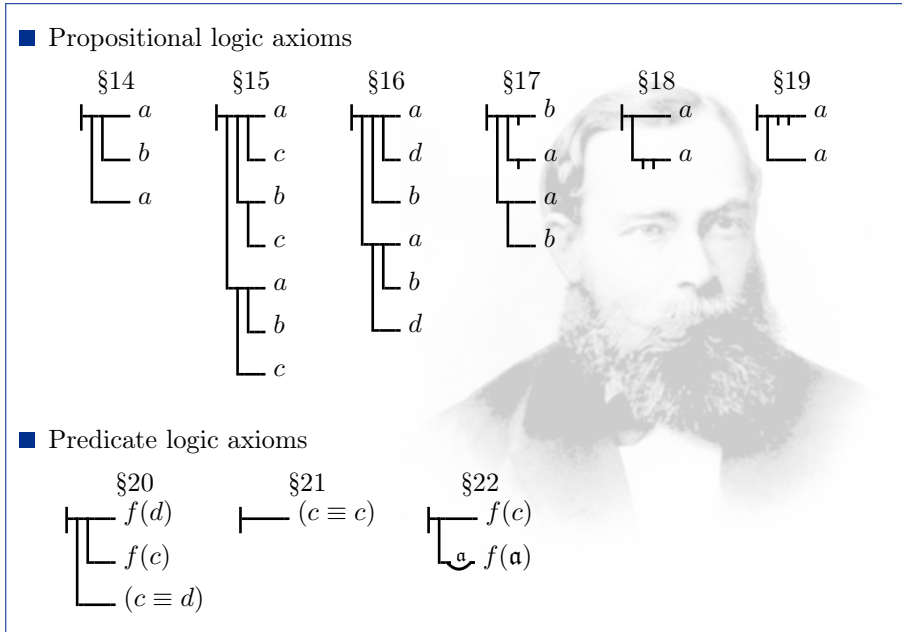 Propositional logic axioms
§14 §15 §16 §17 §18 §19
a a a b a a
b c d a a a
a b b a
c a b
a b
b d
c
Predicate logic axioms
§20 §21 §22
f(d) (c ≡ c) f(c)
f(c) 𝔞 f(𝔞)
(c ≡ d)